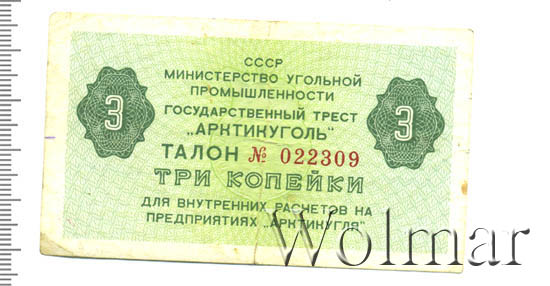 СССР
МИНИСТЕРСТВО УГОЛЬНОЙ
ПРОМЫШЛЕННОСТИ
ГОСУДАРСТВЕННЫЙ ТРЕСТ
„АРКТИКУГОЛЬ"
3 3
ТАЛОН № 022309
ТРИ КОПЕЙКИ
ДЛЯ ВНУТРЕННИХ РАСЧЕТОВ НА
ПРЕДПРИЯТИЯХ „АРКТИКУГЛЯ"
Wolmar